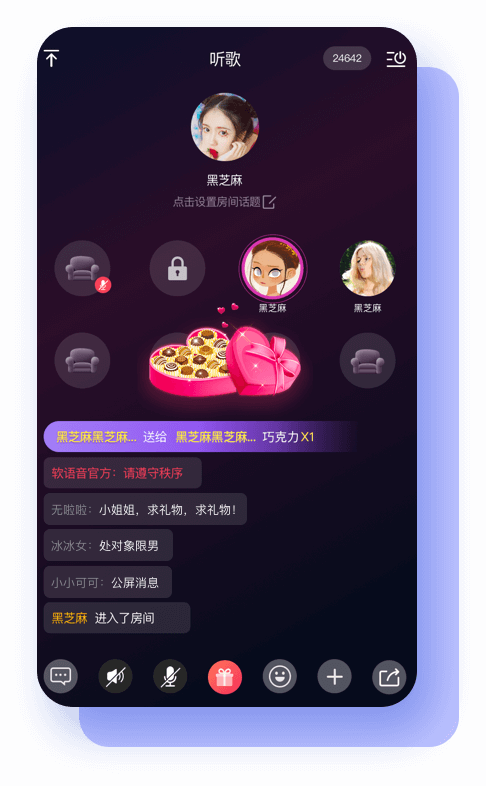 听歌
24642
黑芝麻
点击设置房间话题
黑芝麻
黑芝麻
黑芝麻黑芝麻... 送给 黑芝麻黑芝麻... 巧克力X1
软语音官方：请遵守秩序
无啦啦：小姐姐，求礼物，求礼物！
冰冰女：处对象限男
小小可可：公屏消息
黑芝麻 进入了房间